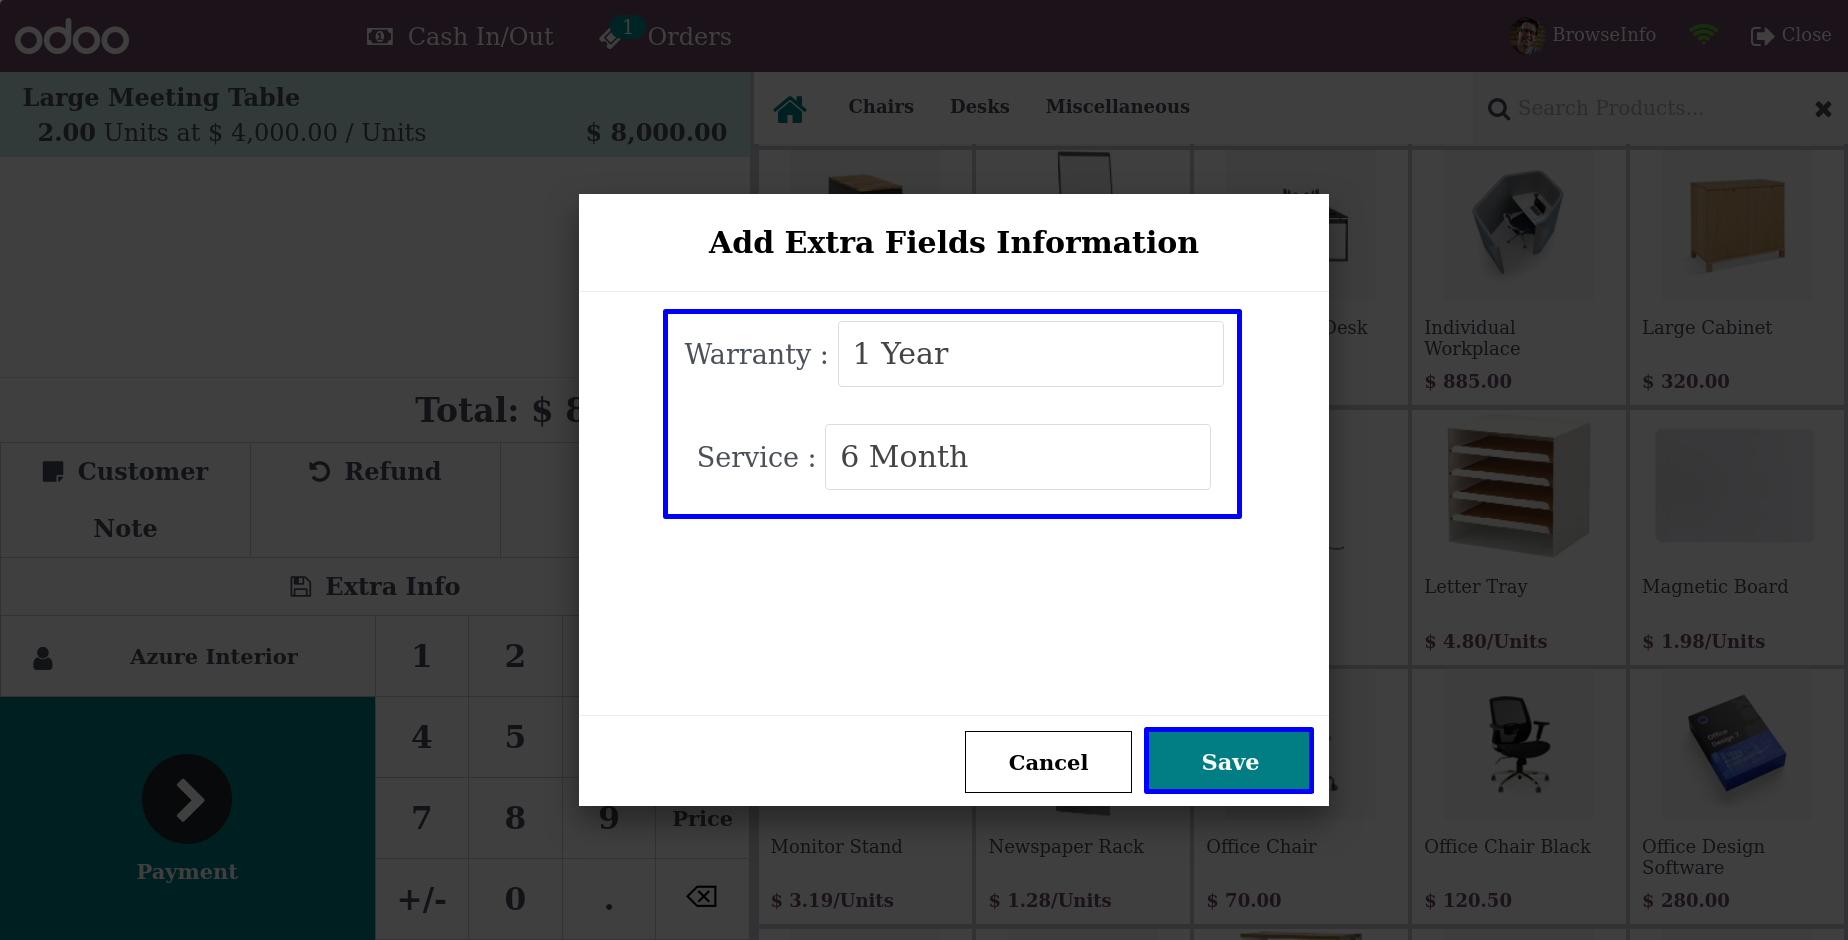 odoo
Cash In/Out
1
Orders
BrowseInfo
Close
Large Meeting Table
2.00 Units at $ 4,000.00 / Units
$ 8,000.00
Chairs
Desks
Miscellaneous
Search Products...
Add Extra Fields Information
Warranty :
1 Year
Service :
6 Month
Cancel
Save
Total: $ 8
Customer
Note
Refund
Extra Info
Azure Interior
1
2
4
5
7
8
9
Price
+/-
0
.
Payment
Desk
Individual
Workplace
$ 885.00
Large Cabinet
$ 320.00
Letter Tray
$ 4.80/Units
Magnetic Board
$ 1.98/Units
Office
Design 7
Monitor Stand
$ 3.19/Units
Newspaper Rack
$ 1.28/Units
Office Chair
$ 70.00
Office Chair Black
$ 120.50
Office Design
Software
$ 280.00